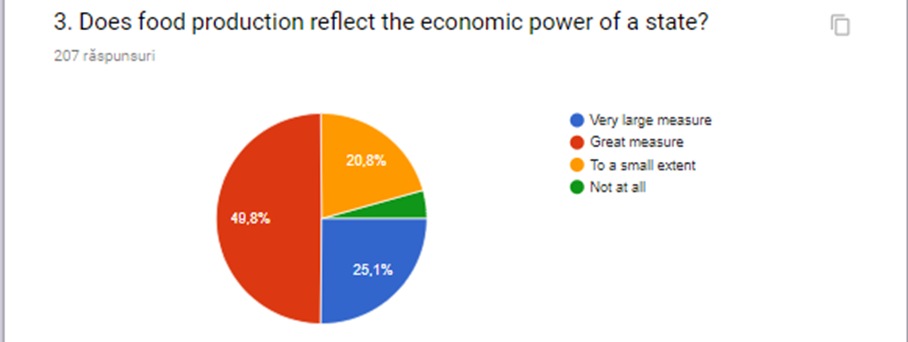 3. Does food production reflect the economic power of a state?
207 răspunsuri
Very large measure
Great measure
To a small extent
Not at all
20,8%
49,8%
25,1%